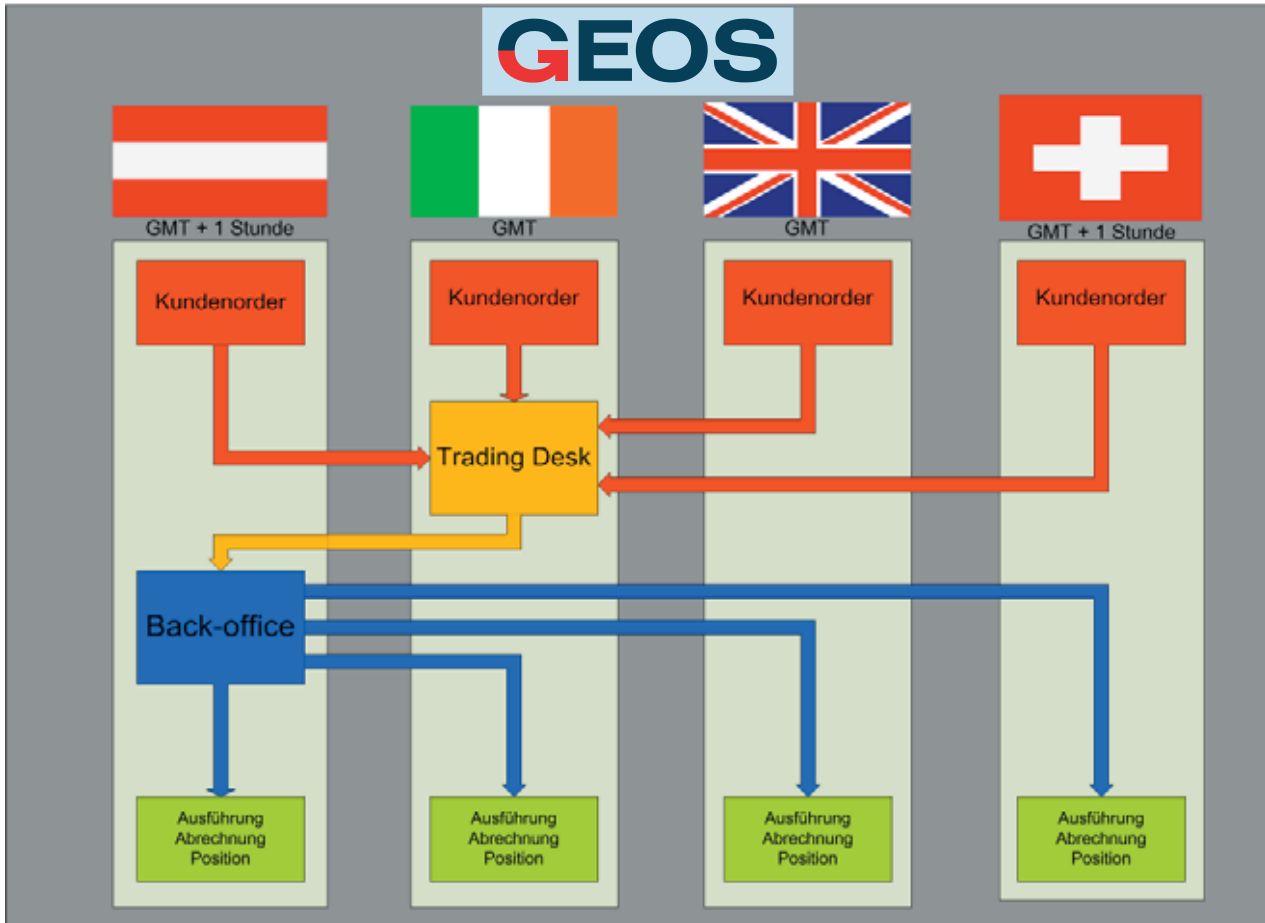 GEOS
GMT + 1 Stunde
GMT
GMT
GMT + 1 Stunde
Kundenorder
Kundenorder
Kundenorder
Kundenorder
Trading Desk
Back-office
Ausführung
Abrechnung
Position
Ausführung
Abrechnung
Position
Ausführung
Abrechnung
Position
Ausführung
Abrechnung
Position